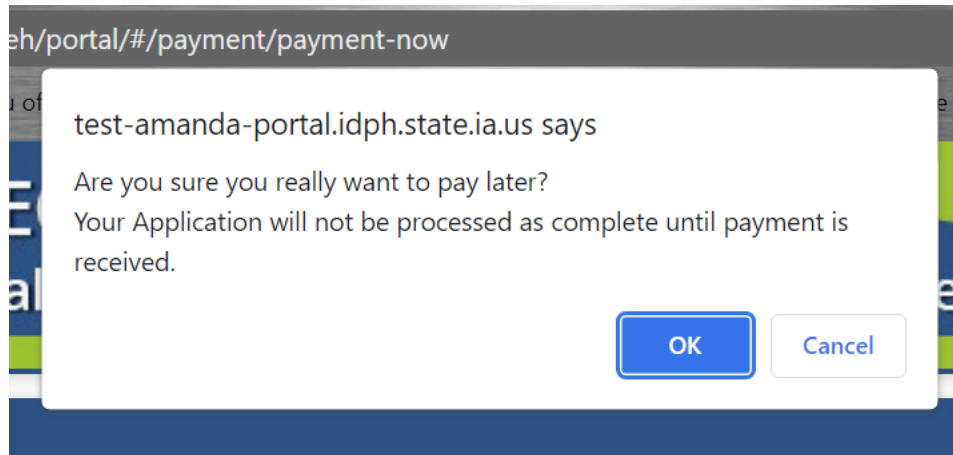 eh/portal/#/payment/payment-now
of
test-amanda-portal.idph.state.ia.us says
Are you sure you really want to pay later?
Your Application will not be processed as complete until payment is
received.
OK
Cancel